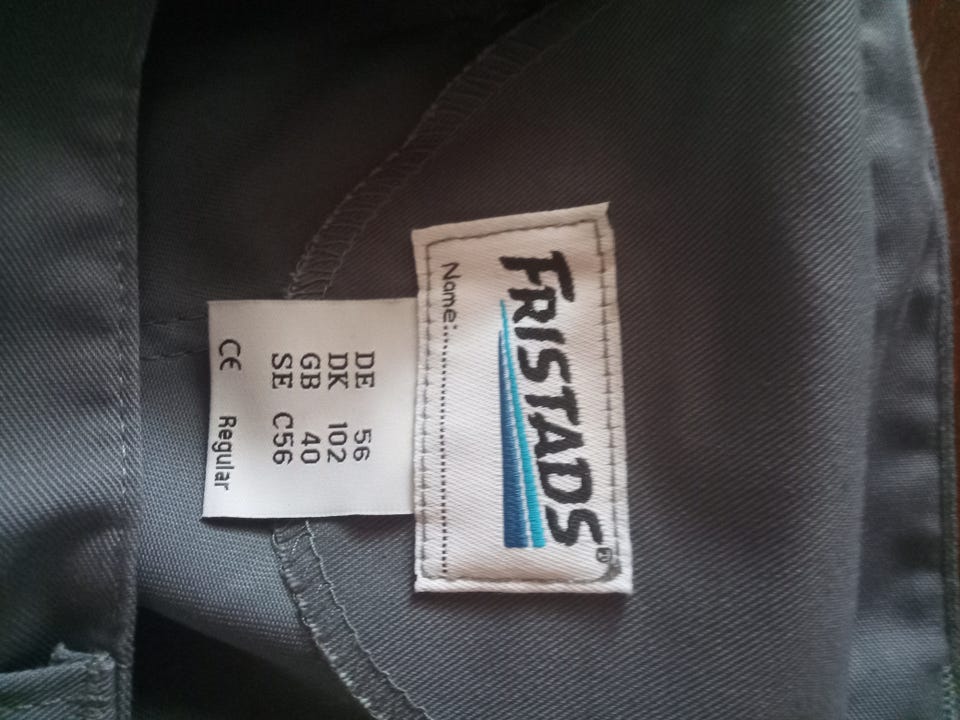 FRISTADS®
Name:
DE 56
DK 102
GB 40
SE C56
CE Regular